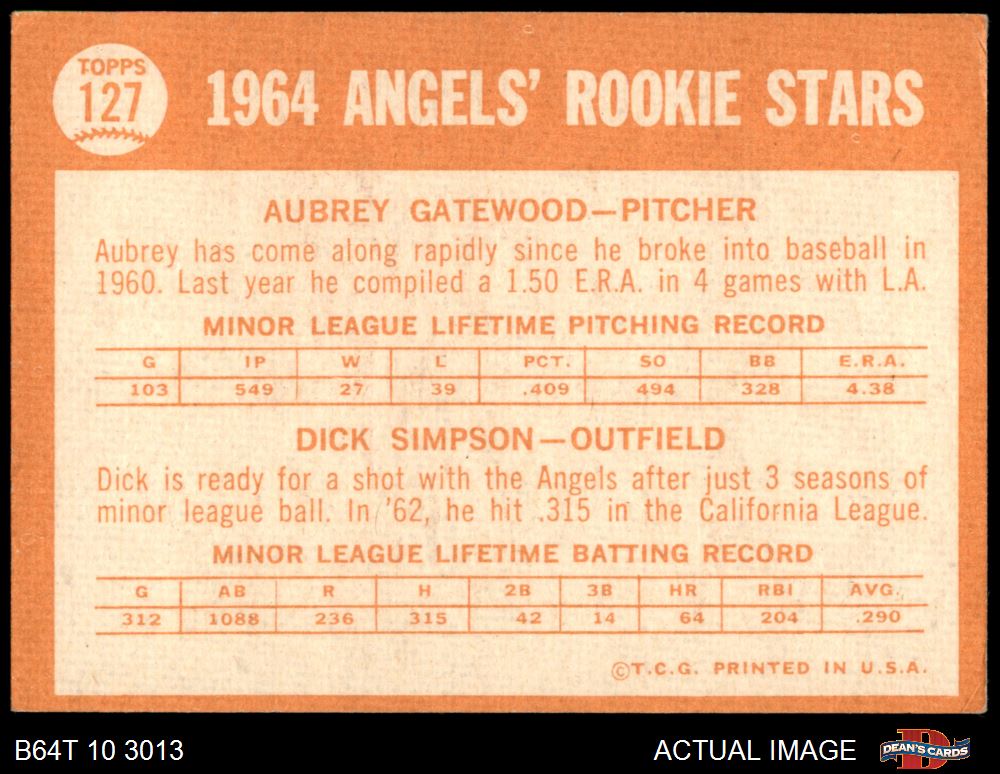 TOPPS
127
1964 ANGELS' ROOKIE STARS
AUBREY GATEWOOD—PITCHER
Aubrey has come along rapidly since he broke into baseball in
1960. Last year he compiled a 1.50 E.R.A. in 4 games with L.A.
MINOR LEAGUE LIFETIME PITCHING RECORD
G IP W L PCT. SO BB E.R.A.
103 549 27 39 .409 494 328 4.38
DICK SIMPSON—OUTFIELD
Dick is ready for a shot with the Angels after just 3 seasons of
minor league ball. In '62, he hit .315 in the California League.
MINOR LEAGUE LIFETIME BATTING RECORD
G AB R H 2B 3B HR RBI AVG.
312 1088 236 315 42 14 64 204 .290
©T.C.G. PRINTED IN U.S.A.
B64T 10 3013
ACTUAL IMAGE
D
DEAN'S CARDS